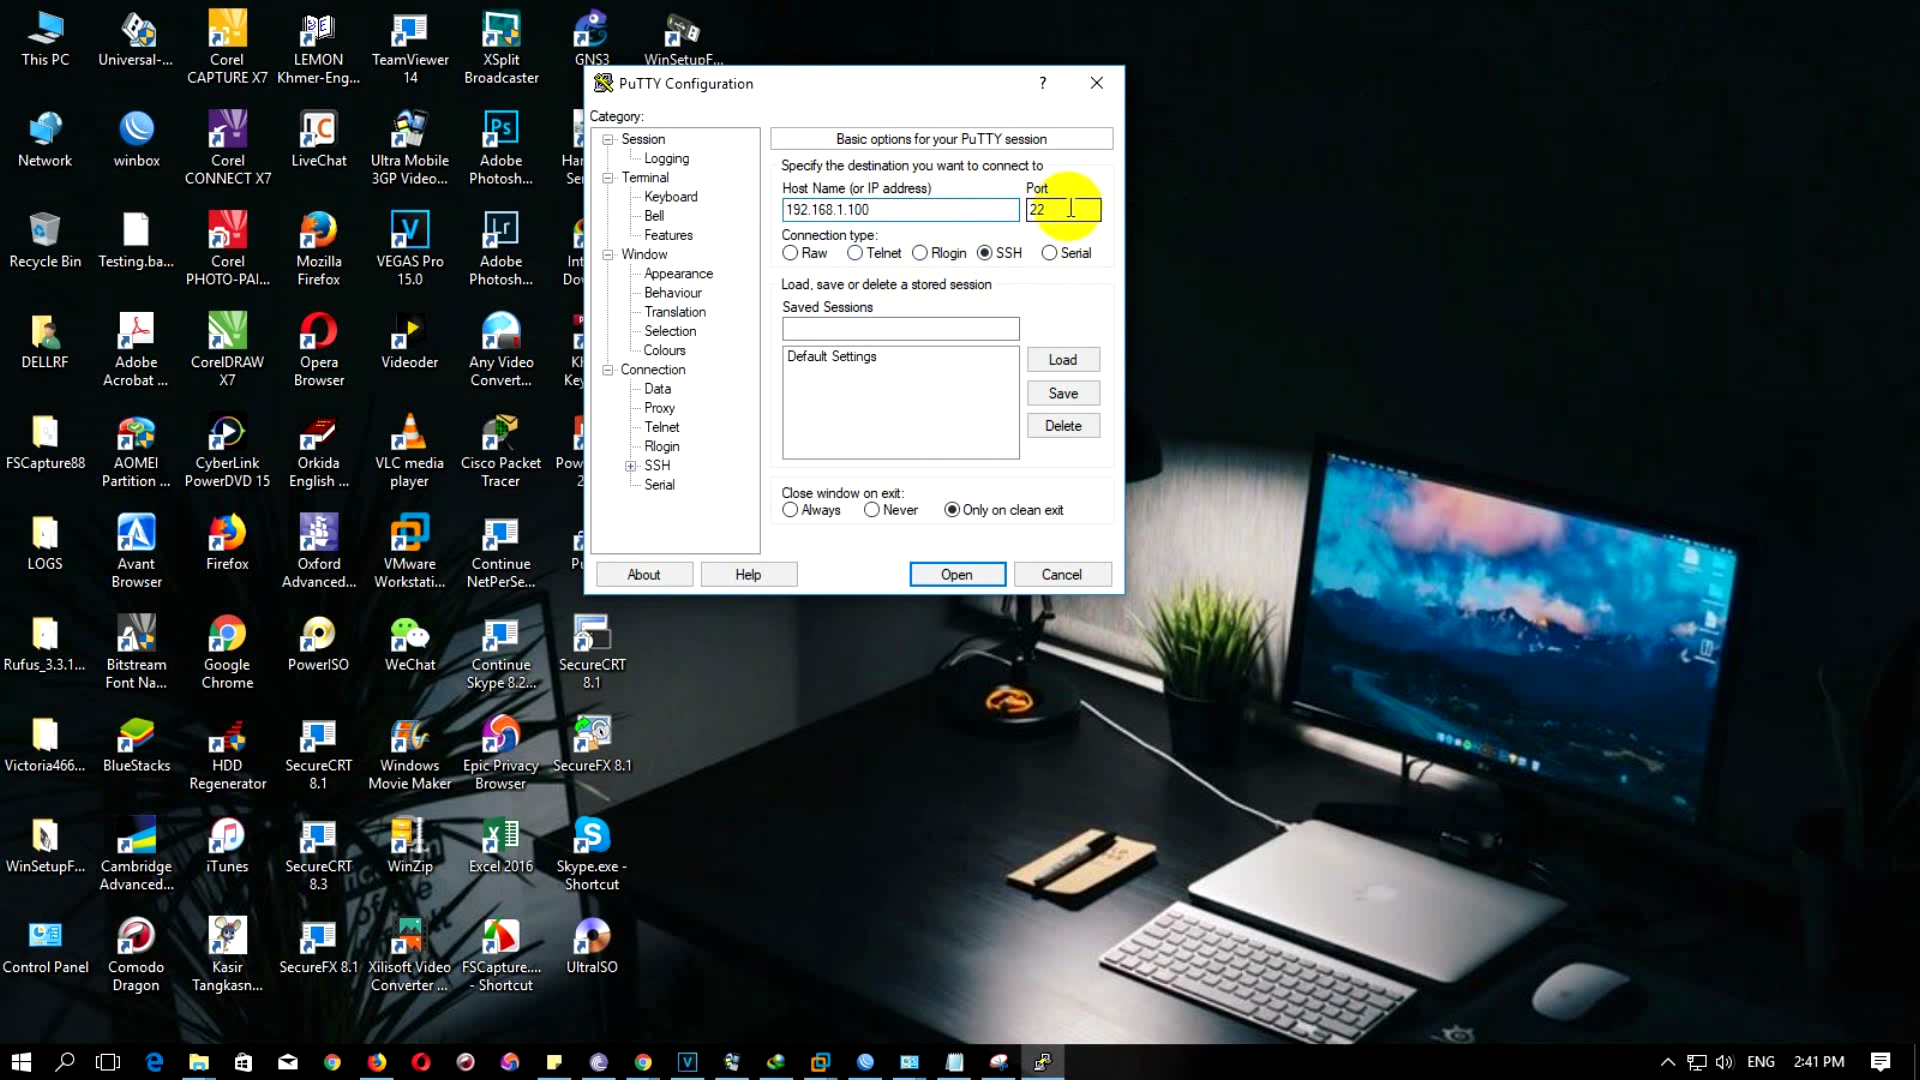 This PC
Universal-...
Corel
CAPTURE X7
LEMON
Khmer-Eng...
TeamViewer
14
XSplit
Broadcaster
GNS3
WinSetupF...
Network
winbox
Corel
CONNECT X7
LiveChat
Ultra Mobile
3GP Video...
Adobe
Photosh...
Recycle Bin
Testing.ba...
Corel
PHOTO-PAI...
Mozilla
Firefox
VEGAS Pro
15.0
Adobe
Photosh...
DELLRF
Adobe
Acrobat ...
CorelDRAW
X7
Opera
Browser
Videoder
Any Video
Convert...
FSCapture88
AOMEI
Partition ...
CyberLink
PowerDVD 15
Orkida
English ...
VLC media
player
Cisco Packet
Tracer
LOGS
Avant
Browser
Firefox
Oxford
Advanced...
VMware
Workstati...
Continue
NetPerSe...
Rufus_3.3.1...
Bitstream
Font Na...
Google
Chrome
PowerISO
WeChat
Continue
Skype 8.2...
SecureCRT
8.1
Victoria466...
BlueStacks
HDD
Regenerator
SecureCRT
8.1
Windows
Movie Maker
Epic Privacy
Browser
SecureFX 8.1
WinSetupF...
Cambridge
Advanced...
iTunes
SecureCRT
8.3
WinZip
Excel 2016
Skype.exe -
Shortcut
Control Panel
Comodo
Dragon
Kasir
Tangkasn...
SecureFX 8.1
Xilisoft Video
Converter ...
FSCapture....
- Shortcut
UltraISO
PuTTY Configuration
?
Category:
Session
Logging
Terminal
Keyboard
Bell
Features
Window
Appearance
Behaviour
Translation
Selection
Colours
Connection
Data
Proxy
Telnet
Rlogin
SSH
Serial
Basic options for your PuTTY session
Specify the destination you want to connect to
Host Name (or IP address) Port
192.168.1.100 22
Connection type:
Raw Telnet Rlogin SSH Serial
Load, save or delete a stored session
Saved Sessions
Default Settings
Load
Save
Delete
Close window on exit:
Always Never Only on clean exit
About Help Open Cancel
ENG 2:41 PM